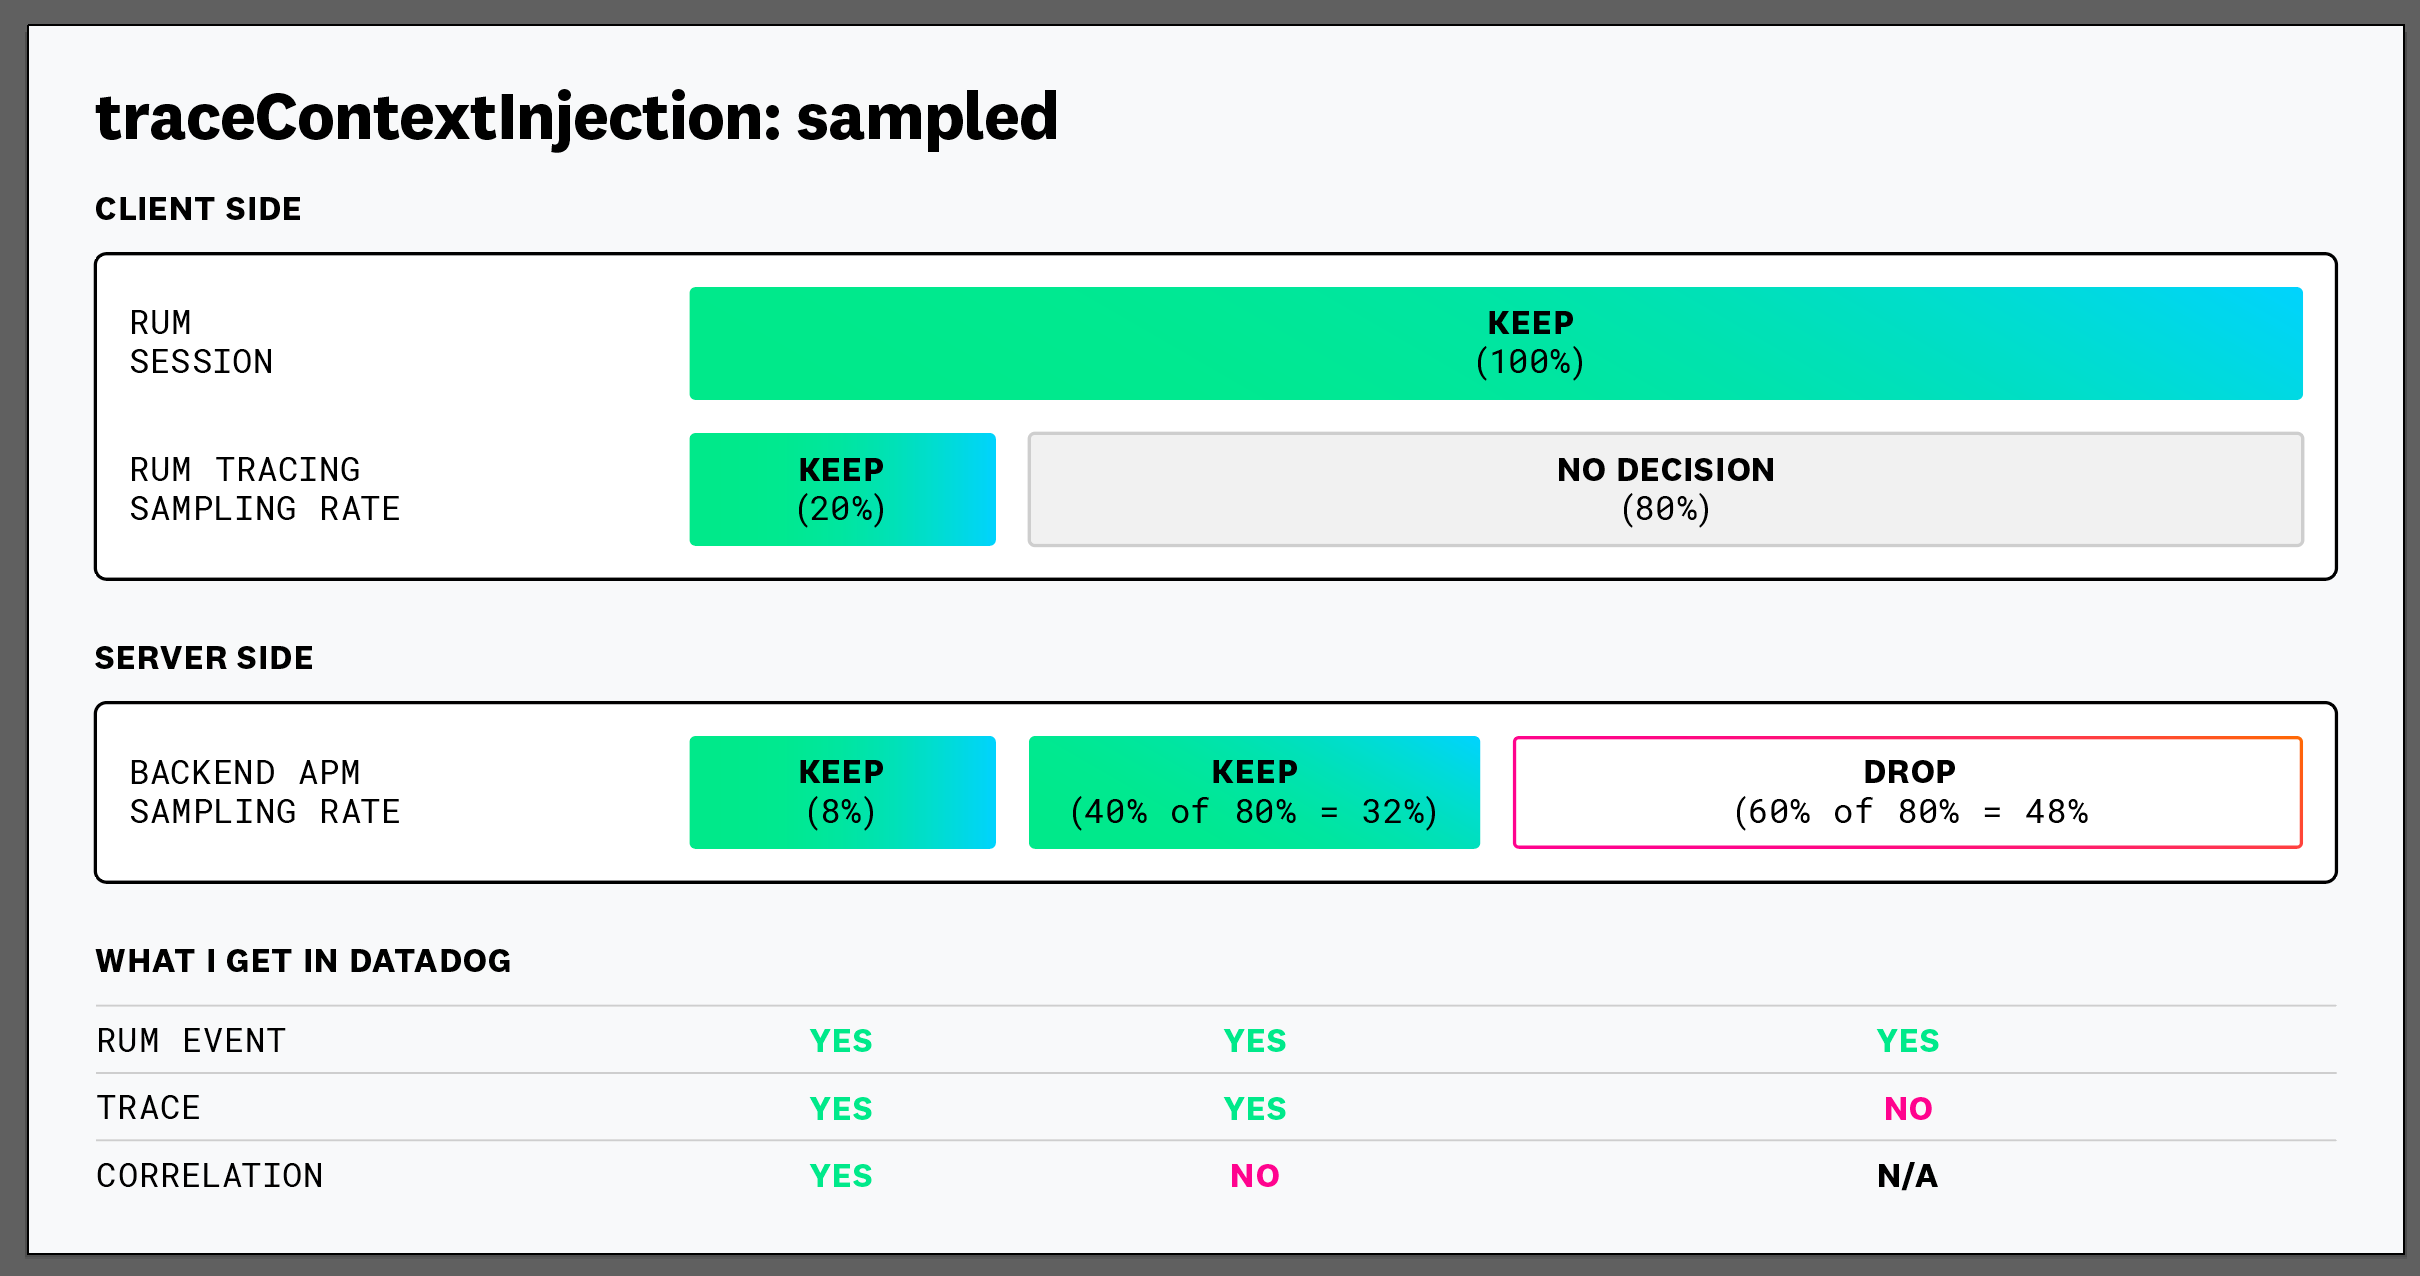 traceContextInjection: sampled
CLIENT SIDE
RUM
SESSION
KEEP
(100%)
RUM TRACING
SAMPLING RATE
KEEP
(20%)
NO DECISION
(80%)
SERVER SIDE
BACKEND APM
SAMPLING RATE
KEEP
(8%)
KEEP
(40% of 80% = 32%)
DROP
(60% of 80% = 48%
WHAT I GET IN DATADOG
RUM EVENT YES YES YES
TRACE YES YES NO
CORRELATION YES NO N/A